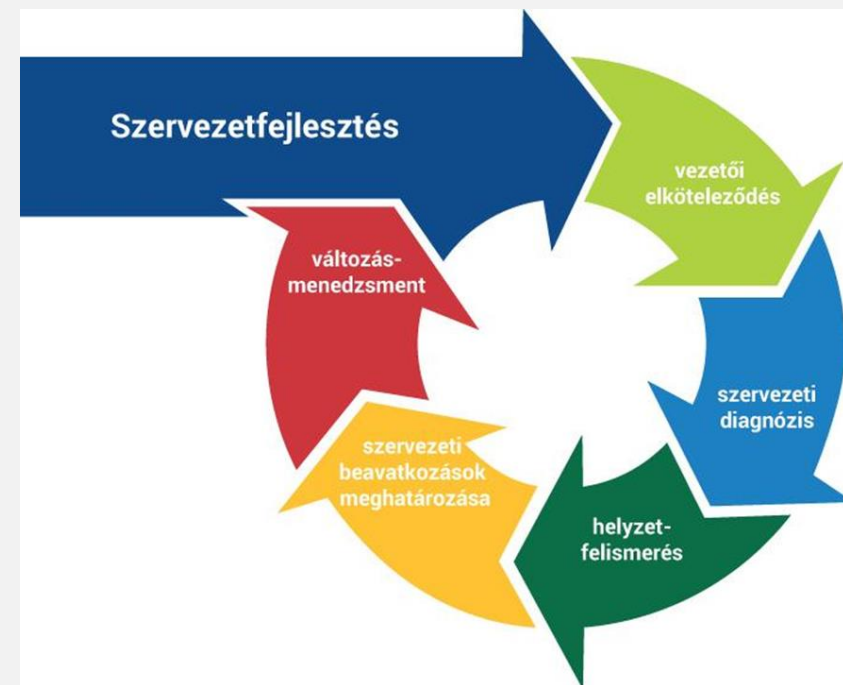 Szervezetfejlesztés
vezetői
elköteleződés
szervezeti
diagnózis
helyzet-
felismerés
szervezeti
beavatkozások
meghatározása
változás-
menedzsment